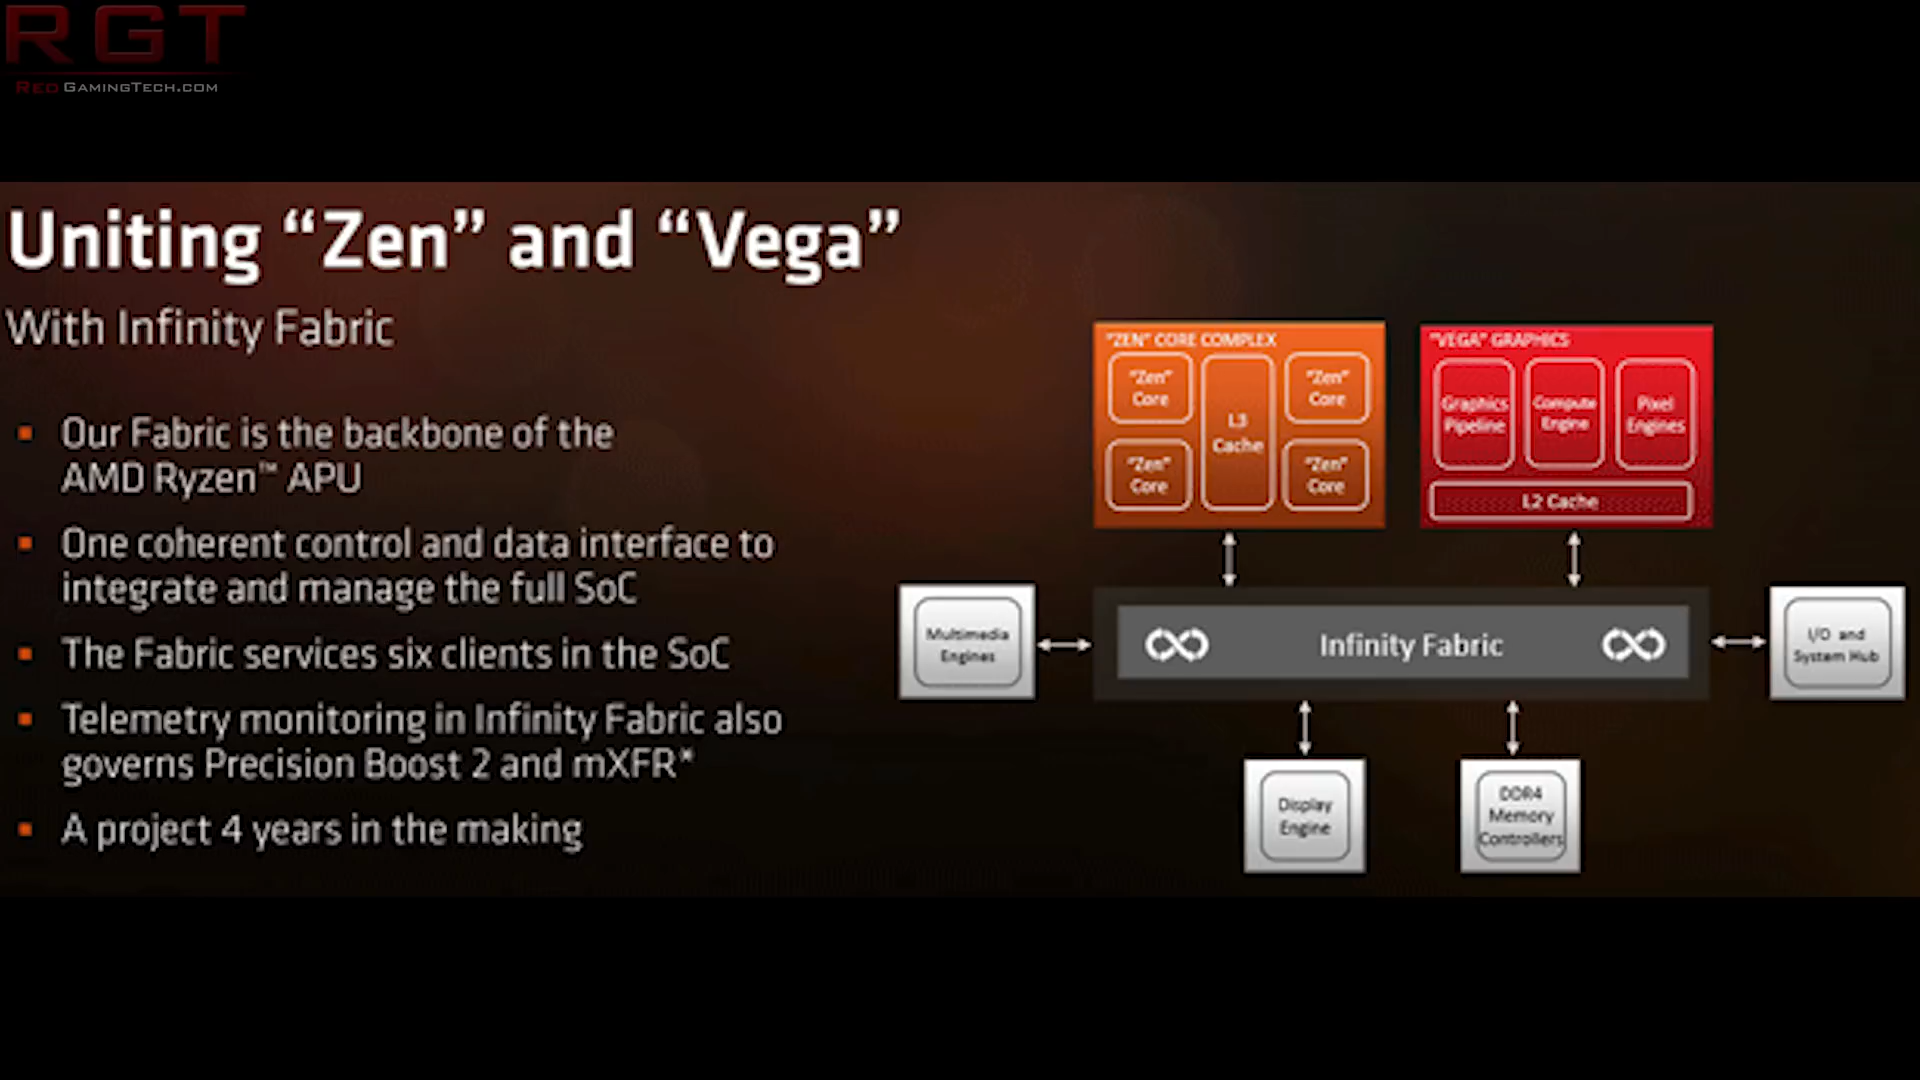 RGT
RedGamingTech.com
Uniting “Zen” and “Vega”
With Infinity Fabric
▪ Our Fabric is the backbone of the
AMD Ryzen™ APU
▪ One coherent control and data interface to
integrate and manage the full SoC
▪ The Fabric services six clients in the SoC
▪ Telemetry monitoring in Infinity Fabric also
governs Precision Boost 2 and mXFR*
▪ A project 4 years in the making
"ZEN" CORE COMPLEX
"Zen"
Core
"Zen"
Core
L3
Cache
"Zen"
Core
"Zen"
Core
"VEGA" GRAPHICS
Graphics
Pipeline
Compute
Engine
Pixel
Engines
L2 Cache
Multimedia
Engines
Infinity Fabric
I/O and
System Hub
Display
Engine
DDR4
Memory
Controllers